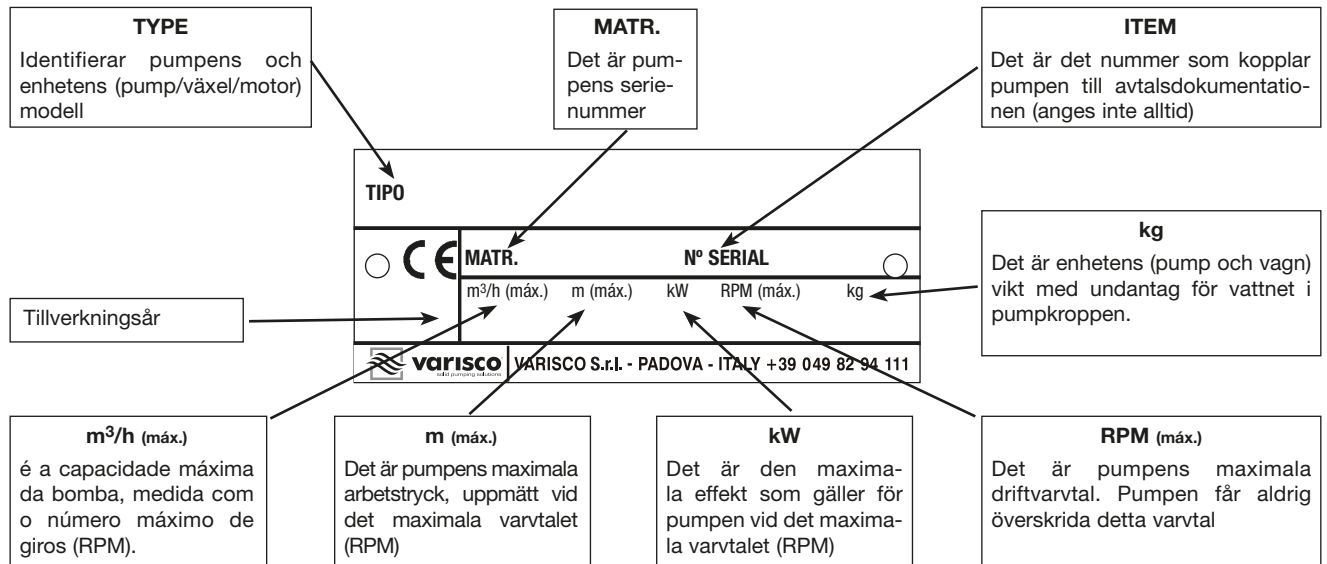 TYPE
Identifierar pumpens och
enhetens (pump/växel/motor)
modell
MATR.
Det är pum-
pens serie-
nummer
ITEM
Det är det nummer som kopplar
pumpen till avtalsdokumentatio-
nen (anges inte alltid)
TIPO
CE
MATR.
Nº SERIAL
m³/h (máx.) m (máx.) kW RPM (máx.) kg
kg
Det är enhetens (pump och vagn)
vikt med undantag för vattnet i
pumpkroppen.
Tillverkningsår
varisco
solid pumping solutions
VARISCO S.r.l. - PADOVA - ITALY +39 049 82 94 111
m³/h (máx.)
é a capacidade máxima
da bomba, medida com
o número máximo de
giros (RPM).
m (máx.)
Det är pumpens maximala
arbetstryck, uppmätt vid
det maximala varvtalet
(RPM)
kW
Det är den maxima-
la effekt som gäller för
pumpen vid det maxima-
la varvtalet (RPM)
RPM (máx.)
Det är pumpens maximala
driftvarvtal. Pumpen får aldrig
överskrida detta varvtal